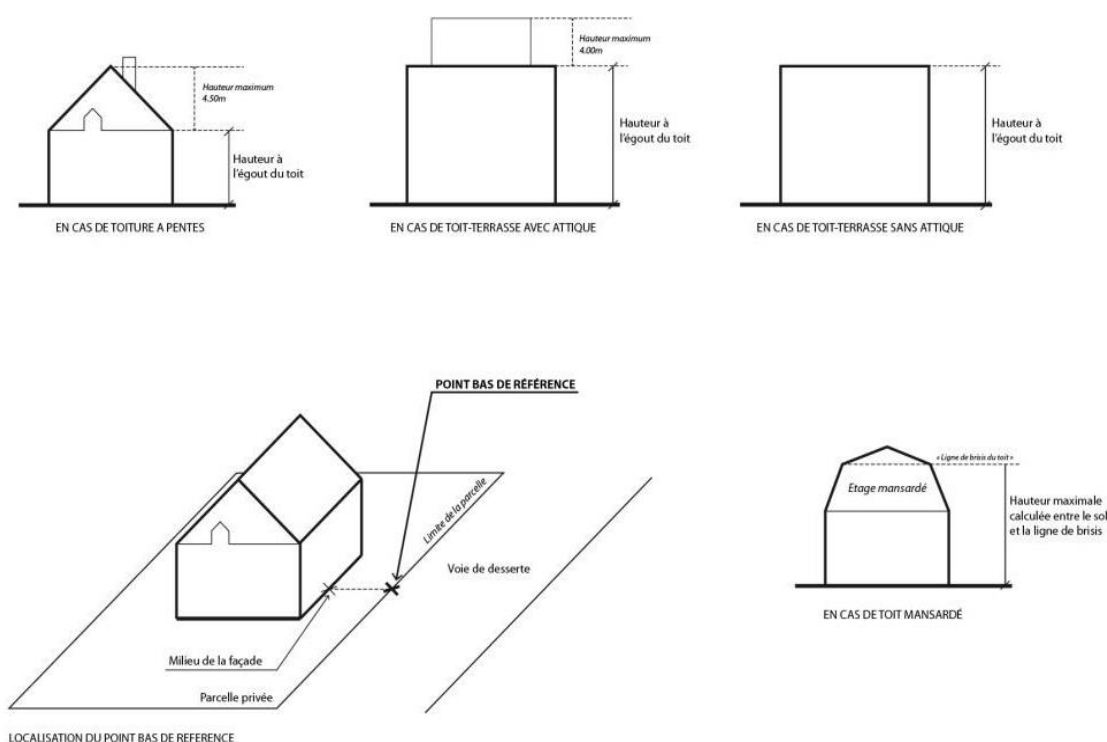 Hauteur maximum
4.50m
Hauteur à
l'égout du toit
EN CAS DE TOITURE A PENTES
Hauteur maximum
4.00m
Hauteur à
l'égout du toit
EN CAS DE TOIT-TERRASSE AVEC ATTIQUE
Hauteur à
l'égout du toit
EN CAS DE TOIT-TERRASSE SANS ATTIQUE
POINT BAS DE RÉFÉRENCE
Limite de la parcelle
Voie de desserte
Milieu de la façade
Parcelle privée
LOCALISATION DU POINT BAS DE REFERENCE
« Ligne de brisis du toit »
Etage mansardé
Hauteur maximale
calculée entre le sol
et la ligne de brisis
EN CAS DE TOIT MANSARDÉ